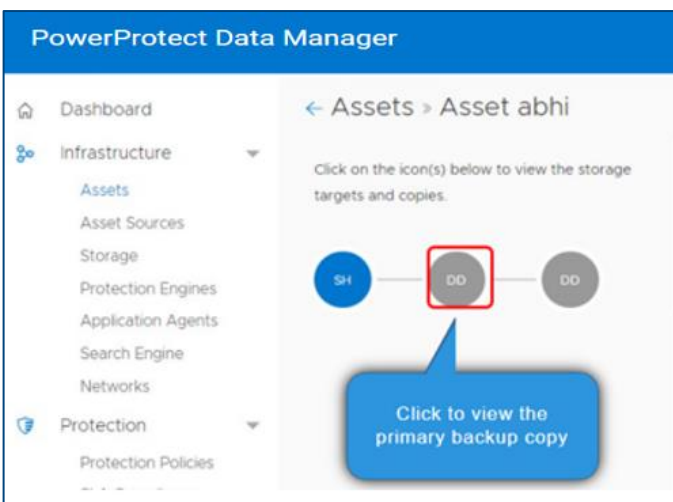 PowerProtect Data Manager
Dashboard
Infrastructure
Assets
Asset Sources
Storage
Protection Engines
Application Agents
Search Engine
Networks
Protection
Protection Policies
← Assets » Asset abhi
Click on the icon(s) below to view the storage
targets and copies.
SH
DD
DD
Click to view the
primary backup copy